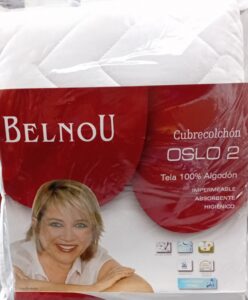 BELNOU
Cubrecolchón
OSLO 2
Tela 100% Algodón
IMPERMEABLE
ABSORBENTE
HIGIÉNICO